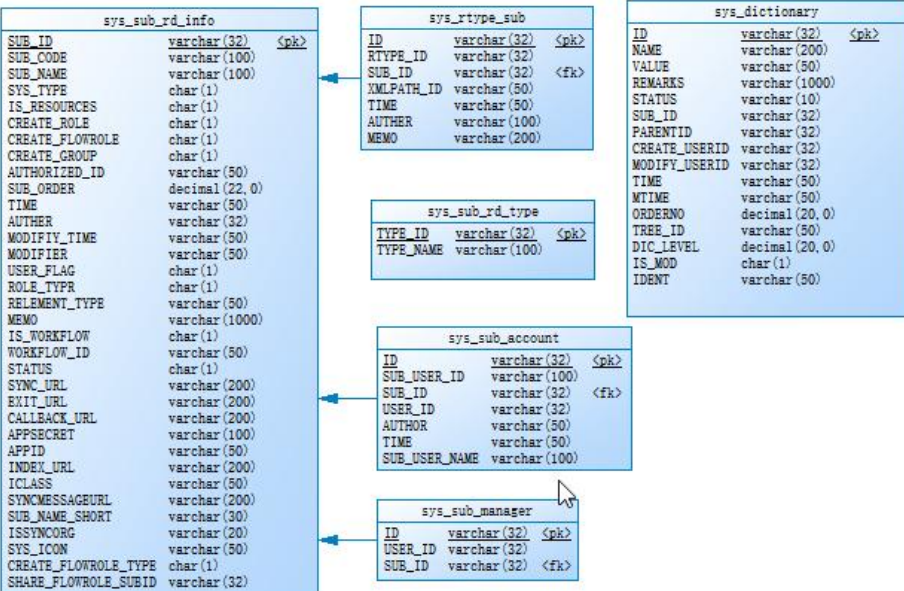 sys_sub_rd_info
SUB_ID varchar(32) <pk>
SUB_CODE varchar(100)
SUB_NAME varchar(100)
SYS_TYPE char(1)
IS_RESOURCES char(1)
CREATE_ROLE char(1)
CREATE_FLOWROLE char(1)
CREATE_GROUP char(1)
AUTHORIZED_ID varchar(50)
SUB_ORDER decimal(22,0)
TIME varchar(50)
AUTHER varchar(32)
MODIFIY_TIME varchar(50)
MODIFIER varchar(50)
USER_FLAG char(1)
ROLE_TYPR char(1)
RELEMENT_TYPE varchar(50)
MEMO varchar(1000)
IS_WORKFLOW char(1)
WORKFLOW_ID varchar(50)
STATUS char(1)
SYNC_URL varchar(200)
EXIT_URL varchar(200)
CALLBACK_URL varchar(200)
APPSECRET varchar(100)
APPID varchar(50)
INDEX_URL varchar(200)
ICLASS varchar(50)
SYNCMESSAGEURL varchar(200)
SUB_NAME_SHORT varchar(30)
ISSYNCORG varchar(20)
SYS_ICON varchar(50)
CREATE_FLOWROLE_TYPE char(1)
SHARE_FLOWROLE_SUBID varchar(32)
sys_rtype_sub
ID varchar(32) <pk>
RTYPE_ID varchar(32)
SUB_ID varchar(32) <fk>
XMLPATH_ID varchar(50)
TIME varchar(50)
AUTHER varchar(100)
MEMO varchar(200)
sys_sub_rd_type
TYPE_ID varchar(32) <pk>
TYPE_NAME varchar(100)
sys_sub_account
ID varchar(32) <pk>
SUB_USER_ID varchar(100)
SUB_ID varchar(32) <fk>
USER_ID varchar(32)
AUTHOR varchar(50)
TIME varchar(50)
SUB_USER_NAME varchar(100)
sys_sub_manager
ID varchar(32) <pk>
USER_ID varchar(32)
SUB_ID varchar(32) <fk>
sys_dictionary
ID varchar(32) <pk>
NAME varchar(200)
VALUE varchar(50)
REMARKS varchar(1000)
STATUS varchar(10)
SUB_ID varchar(32)
PARENTID varchar(32)
CREATE_USERID varchar(32)
MODIFY_USERID varchar(32)
TIME varchar(50)
MTIME varchar(50)
ORDERNO decimal(20,0)
TREE_ID varchar(50)
DIC_LEVEL decimal(20,0)
IS_MOD char(1)
IDENT varchar(50)